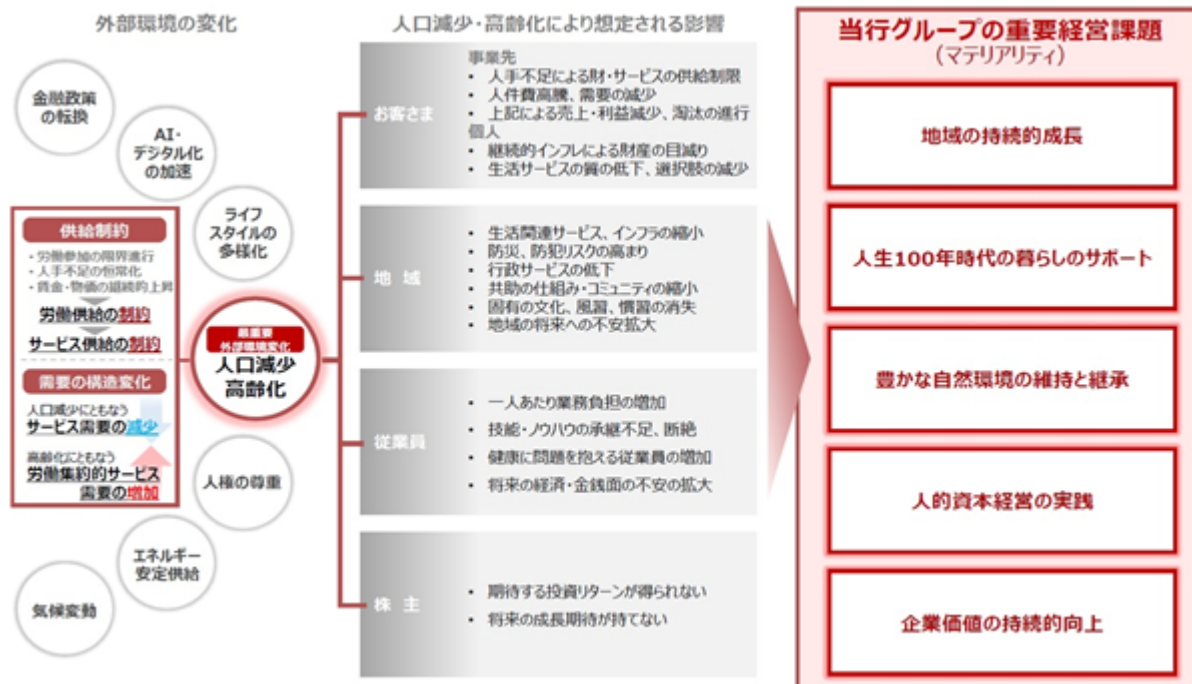 外部環境の変化
金融政策
の転換
AI・
デジタル化
の加速
ライフ
スタイルの
多様化
供給制約
・労働参加の限界進行
・人手不足の恒常化
・賃金・物価の継続的上昇
労働供給の制約
サービス供給の制約
需要の構造変化
人口減少にともなう
サービス需要の減少
高齢化にともなう
労働集約的サービス
需要の増加
最重要
外部環境変化
人口減少
高齢化
人権の尊重
エネルギー
安定供給
気候変動
人口減少・高齢化により想定される影響
お客さま
事業先
• 人手不足による財・サービスの供給制限
• 人件費高騰、需要の減少
• 上記による売上・利益減少、淘汰の進行
個人
• 継続的インフレによる財産の目減り
• 生活サービスの質の低下、選択肢の減少
地 域
• 生活関連サービス、インフラの縮小
• 防災、防犯リスクの高まり
• 行政サービスの低下
• 共助の仕組み・コミュニティの縮小
• 固有の文化、風習、慣習の消失
• 地域の将来への不安拡大
従業員
• 一人あたり業務負担の増加
• 技能・ノウハウの承継不足、断絶
• 健康に問題を抱える従業員の増加
• 将来の経済・金銭面の不安の拡大
株 主
• 期待する投資リターンが得られない
• 将来の成長期待が持てない
当行グループの重要経営課題
（マテリアリティ）
地域の持続的成長
人生100年時代の暮らしのサポート
豊かな自然環境の維持と継承
人的資本経営の実践
企業価値の持続的向上